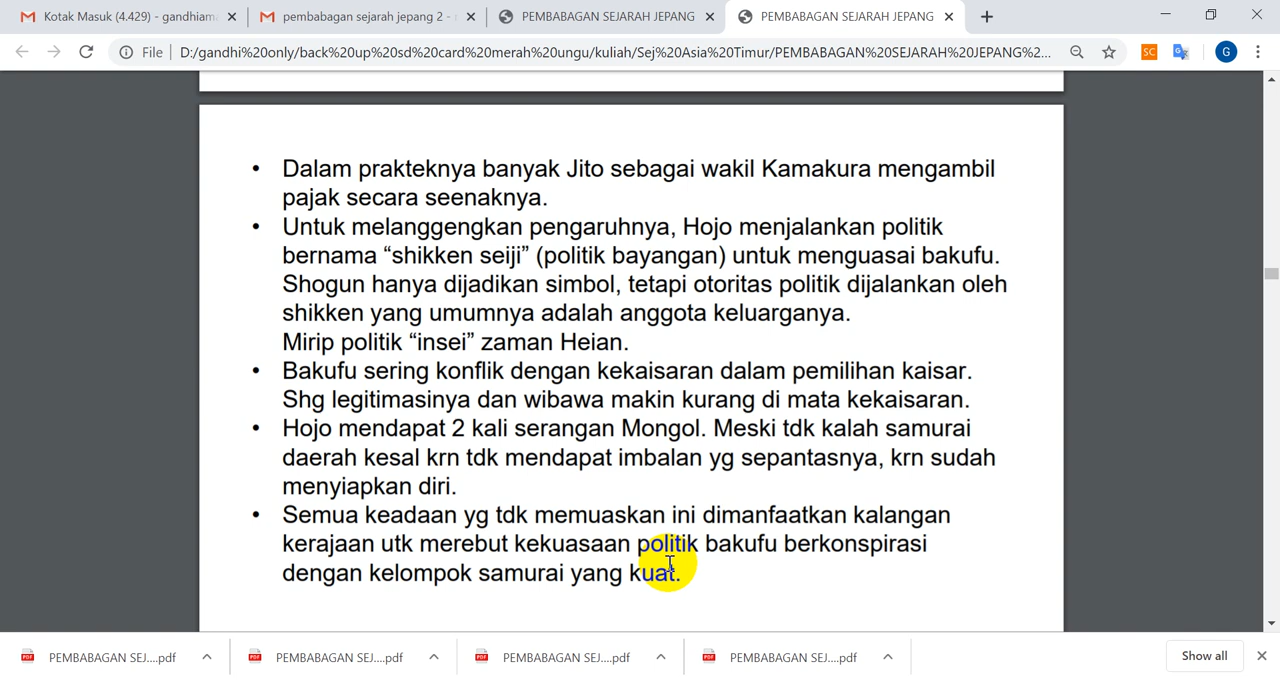 Kotak Masuk (4.429) - gandhiama
pembabagan sejarah jepang 2 -
PEMBABAGAN SEJARAH JEPANG
PEMBABAGAN SEJARAH JEPANG
File | D:/gandhi%20only/back%20up%20sd%20card%20merah%20ungu/kuliah/Sej%20Asia%20Timur/PEMBABAGAN%20SEJARAH%20JEPANG%2...
SC
G
• Dalam prakteknya banyak Jito sebagai wakil Kamakura mengambil
pajak secara seenaknya.
• Untuk melanggengkan pengaruhnya, Hojo menjalankan politik
bernama “shikken seiji” (politik bayangan) untuk menguasai bakufu.
Shogun hanya dijadikan simbol, tetapi otoritas politik dijalankan oleh
shikken yang umumnya adalah anggota keluarganya.
Mirip politik “insei” zaman Heian.
• Bakufu sering konflik dengan kekaisaran dalam pemilihan kaisar.
Shg legitimasinya dan wibawa makin kurang di mata kekaisaran.
• Hojo mendapat 2 kali serangan Mongol. Meski tdk kalah samurai
daerah kesal krn tdk mendapat imbalan yg sepantasnya, krn sudah
menyiapkan diri.
• Semua keadaan yg tdk memuaskan ini dimanfaatkan kalangan
kerajaan utk merebut kekuasaan politik bakufu berkonspirasi
dengan kelompok samurai yang kuat.
PEMBABAGAN SEJ....pdf
PEMBABAGAN SEJ....pdf
PEMBABAGAN SEJ....pdf
PEMBABAGAN SEJ....pdf
Show all